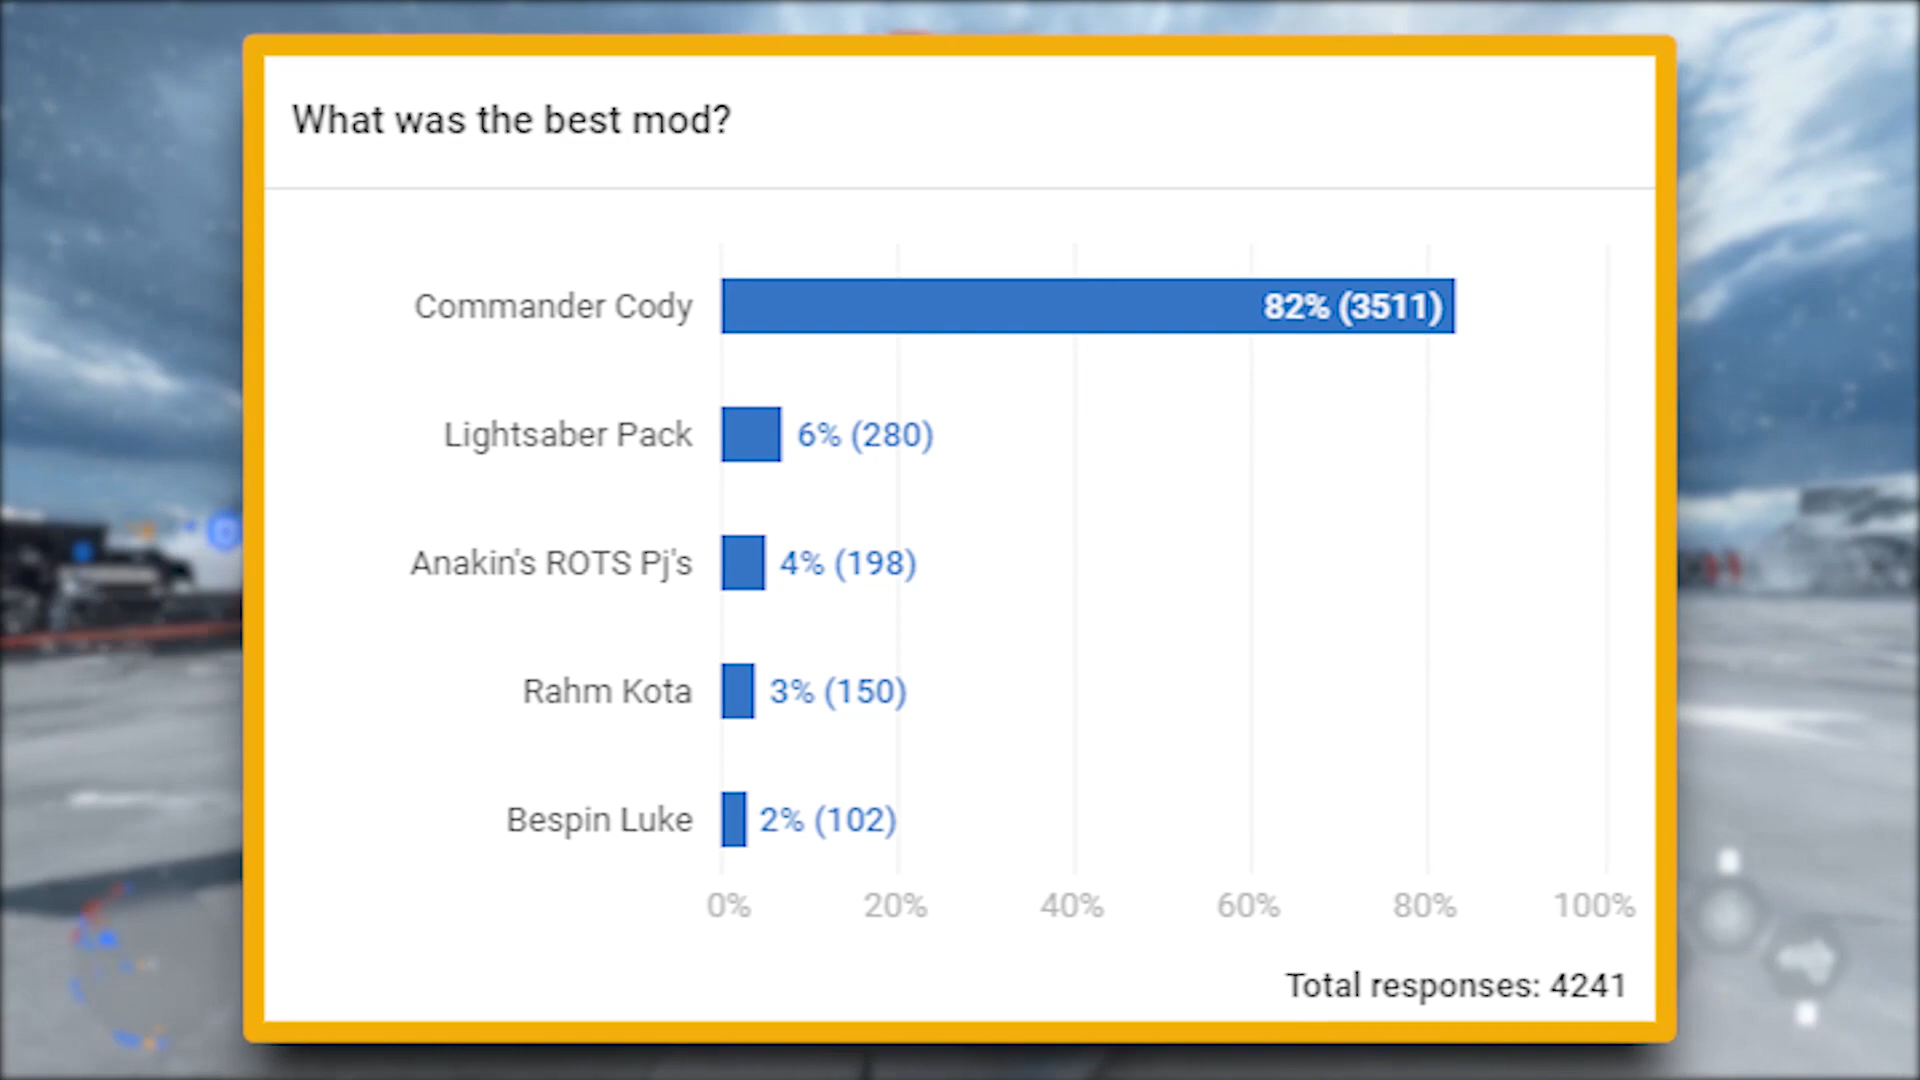 What was the best mod?
Commander Cody 82% (3511)
Lightsaber Pack 6% (280)
Anakin's ROTS Pj's 4% (198)
Rahm Kota 3% (150)
Bespin Luke 2% (102)
0% 20% 40% 60% 80% 100%
Total responses: 4241